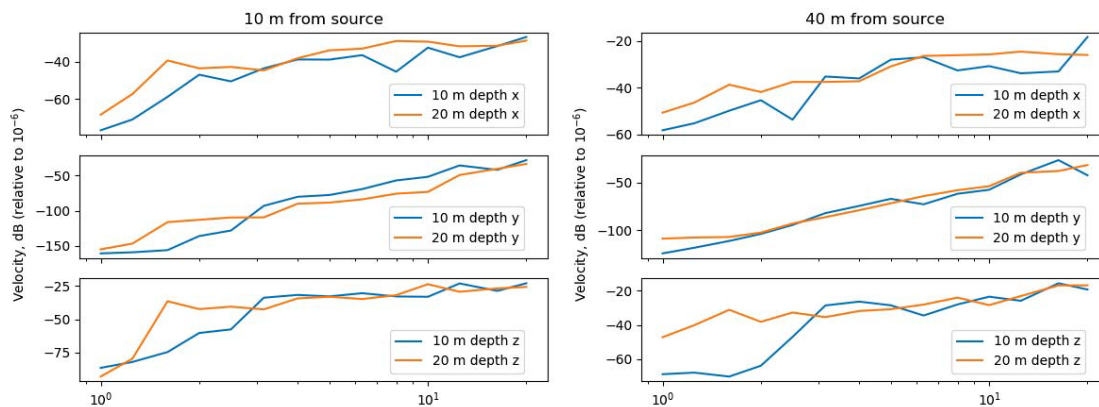 10 m from source
40 m from source
Velocity, dB (relative to 10⁻⁶)
−40
−60
10 m depth x
20 m depth x
−50
−100
−150
10 m depth y
20 m depth y
−25
−50
−75
10 m depth z
20 m depth z
10⁰
10¹
Velocity, dB (relative to 10⁻⁶)
−20
−40
−60
10 m depth x
20 m depth x
−50
−100
10 m depth y
20 m depth y
−20
−40
−60
10 m depth z
20 m depth z
10⁰
10¹